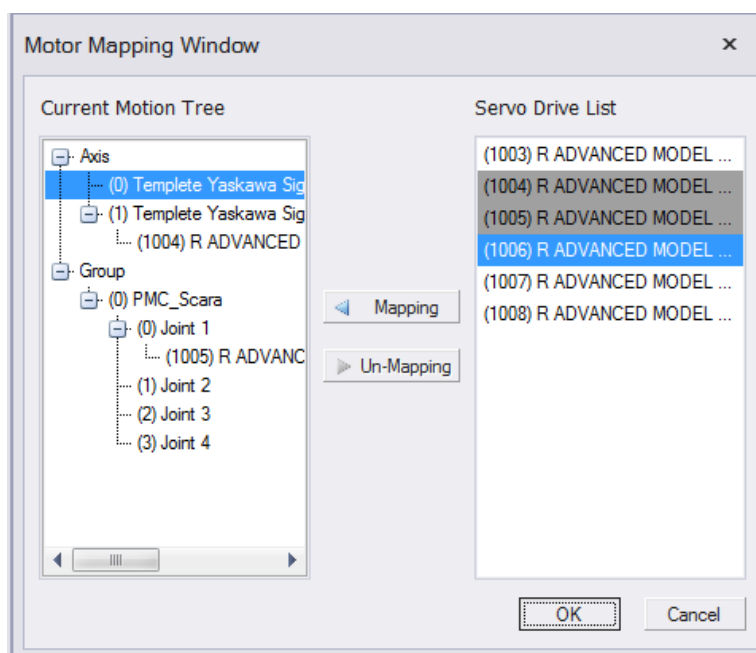 Motor Mapping Window
Current Motion Tree
Axis
(0) Templete Yaskawa Sig
(1) Templete Yaskawa Sig
(1004) R ADVANCED
Group
(0) PMC_Scara
(0) Joint 1
(1005) R ADVANC
(1) Joint 2
(2) Joint 3
(3) Joint 4
Mapping
Un-Mapping
Servo Drive List
(1003) R ADVANCED MODEL ...
(1004) R ADVANCED MODEL ...
(1005) R ADVANCED MODEL ...
(1006) R ADVANCED MODEL ...
(1007) R ADVANCED MODEL ...
(1008) R ADVANCED MODEL ...
OK
Cancel